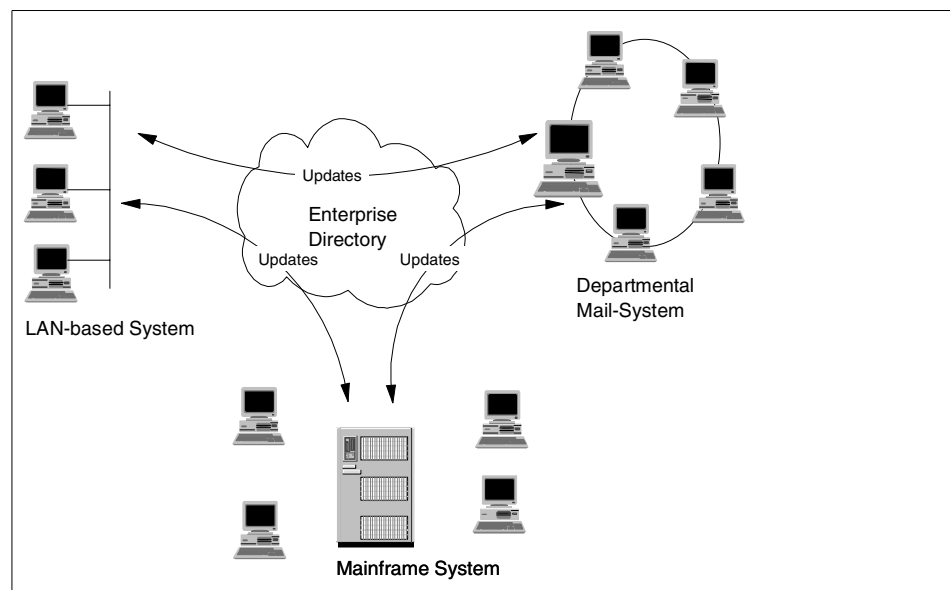 Updates
Enterprise
Directory
Updates
Updates
LAN-based System
Departmental
Mail-System
Mainframe System